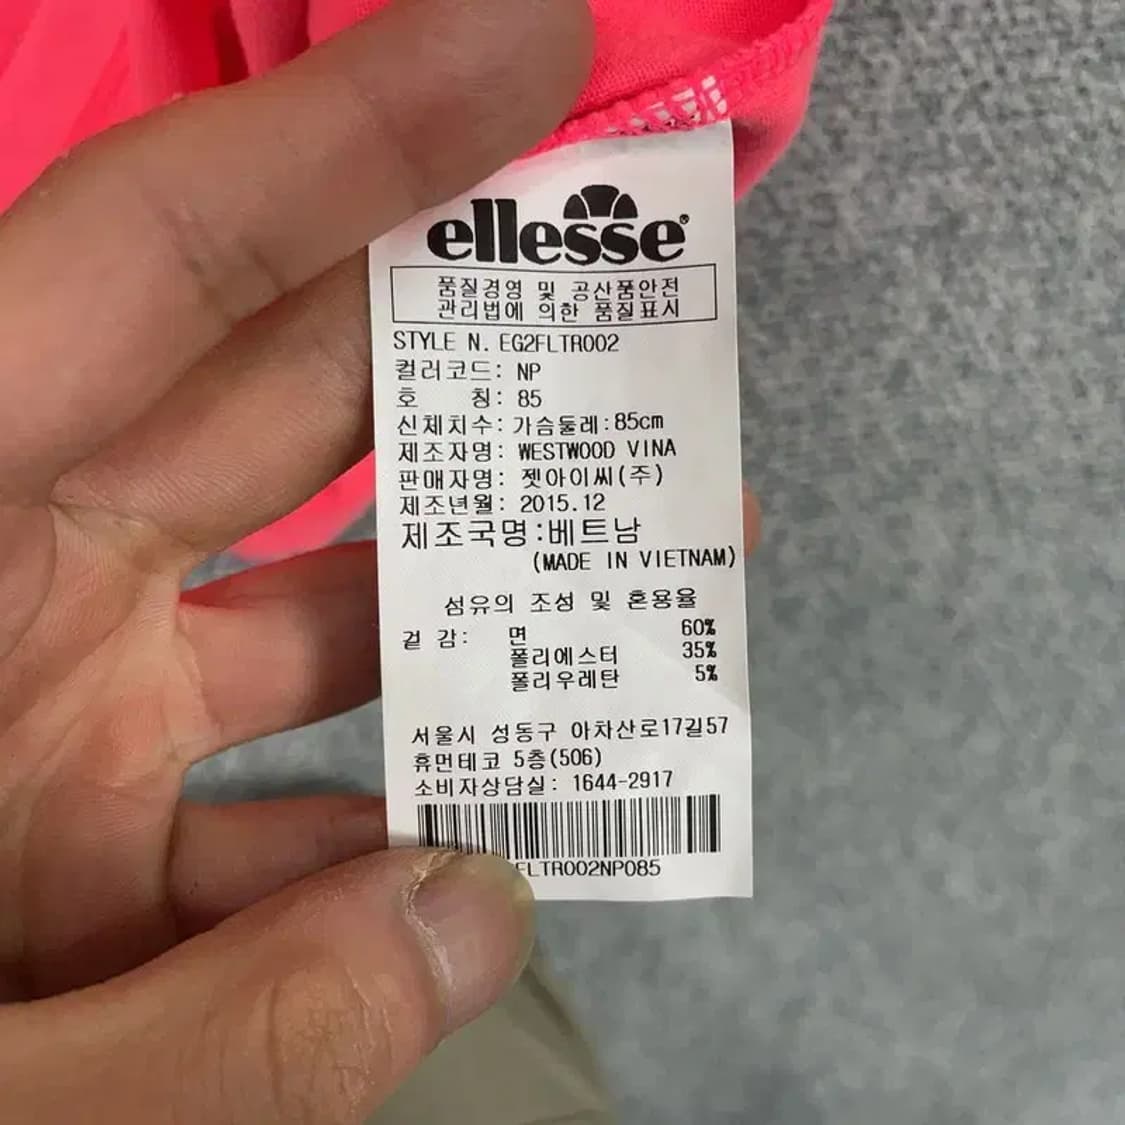 ellesse®
품질경영 및 공산품안전
관리법에 의한 품질표시
STYLE N. EG2FLTR002
컬러코드: NP
호 칭: 85
신체치수: 가슴둘레:85cm
제조자명: WESTWOOD VINA
판매자명: 젯아이씨(주)
제조년월: 2015.12
제조국명:베트남
(MADE IN VIETNAM)
섬유의 조성 및 혼용율
겉 감: 면 60%
폴리에스터 35%
폴리우레탄 5%
서울시 성동구 아차산로17길57
휴먼테코 5층(506)
소비자상담실: 1644-2917
FLTR002NP085